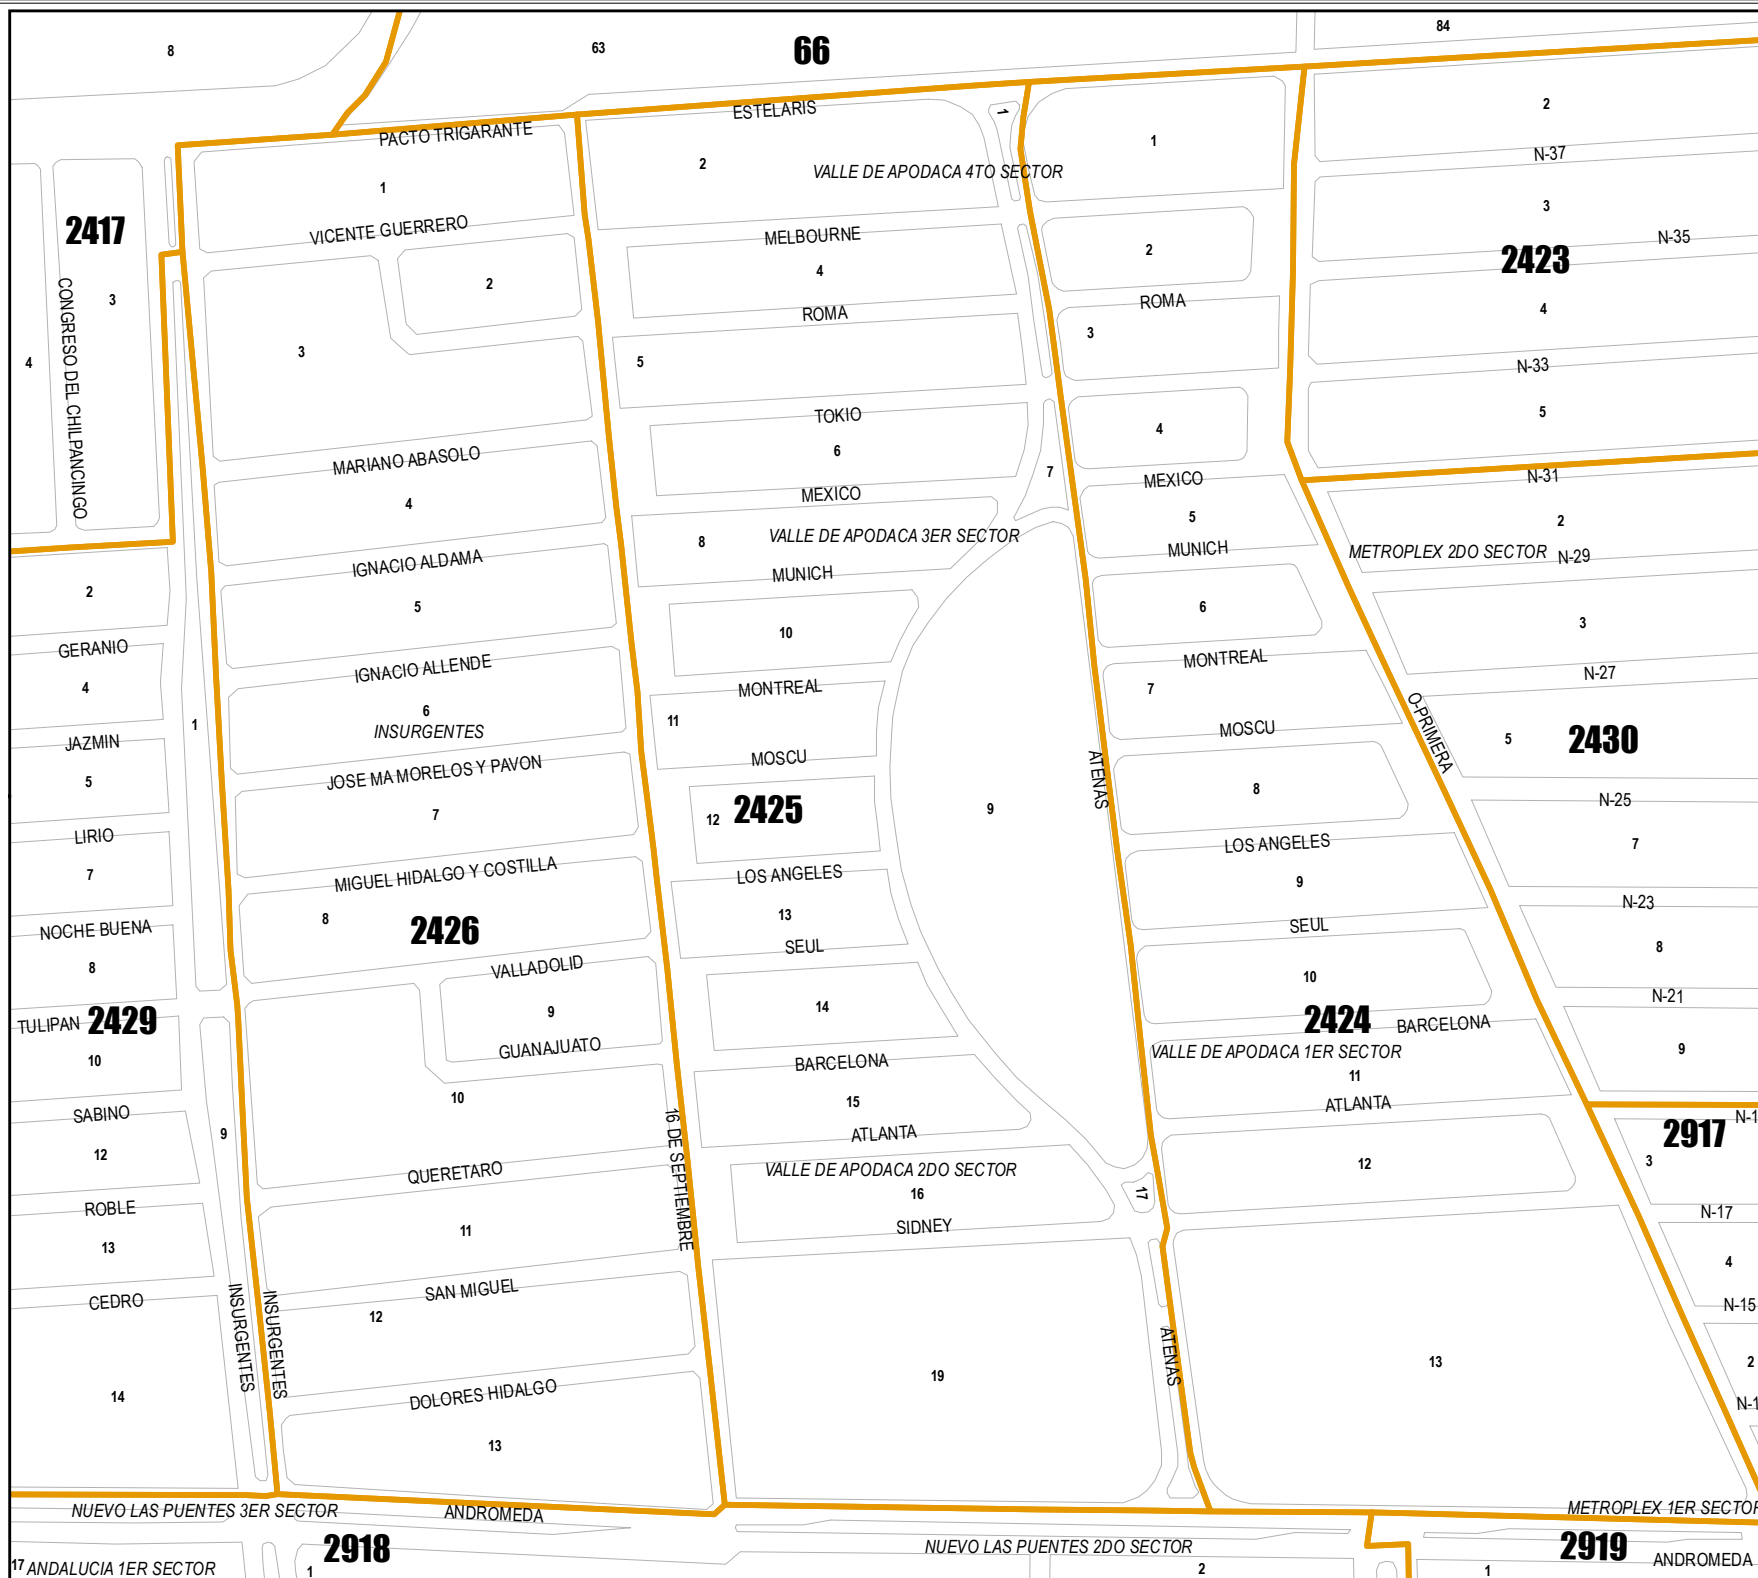 8
63
66
84
PACTO TRIGARANTE
ESTELARIS
1
2
1
1
2
VALLE DE APODACA 4TO SECTOR
N-37
3
2417
VICENTE GUERRERO
MELBOURNE
2
N-35
2423
3
CONGRESO DEL CHILPANCINGO
2
4
ROMA
ROMA
4
4
3
5
3
N-33
TOKIO
4
5
MARIANO ABASOLO
6
7
MEXICO
MEXICO
N-31
4
5
2
8
VALLE DE APODACA 3ER SECTOR
MUNICH
METROPLEX 2DO SECTOR
N-29
IGNACIO ALDAMA
MUNICH
2
5
6
3
GERANIO
10
IGNACIO ALLENDE
MONTREAL
N-27
4
MONTREAL
7
O-PRIMERA
1
6
11
INSURGENTES
MOSCU
5
2430
JAZMIN
MOSCU
JOSE MA MORELOS Y PAVON
5
ATENAS
8
7
12
2425
9
N-25
LIRIO
LOS ANGELES
7
7
MIGUEL HIDALGO Y COSTILLA
LOS ANGELES
9
N-23
8
2426
13
SEUL
NOCHE BUENA
SEUL
8
8
VALLADOLID
10
N-21
TULIPAN
2429
9
14
2424
BARCELONA
GUANAJUATO
VALLE DE APODACA 1ER SECTOR
9
10
BARCELONA
11
10
15
ATLANTA
SABINO
9
16 DE SEPTIEMBRE
ATLANTA
2917
N-1
12
QUERETARO
VALLE DE APODACA 2DO SECTOR
12
3
16
17
ROBLE
11
SIDNEY
N-17
13
4
CEDRO
INSURGENTES
INSURGENTES
SAN MIGUEL
N-15
12
ATENAS
13
2
14
DOLORES HIDALGO
19
N-1
13
NUEVO LAS PUENTES 3ER SECTOR
ANDROMEDA
METROPLEX 1ER SECTOR
2918
NUEVO LAS PUENTES 2DO SECTOR
2919
ANDROMEDA
17
ANDALUCIA 1ER SECTOR
1
2
1